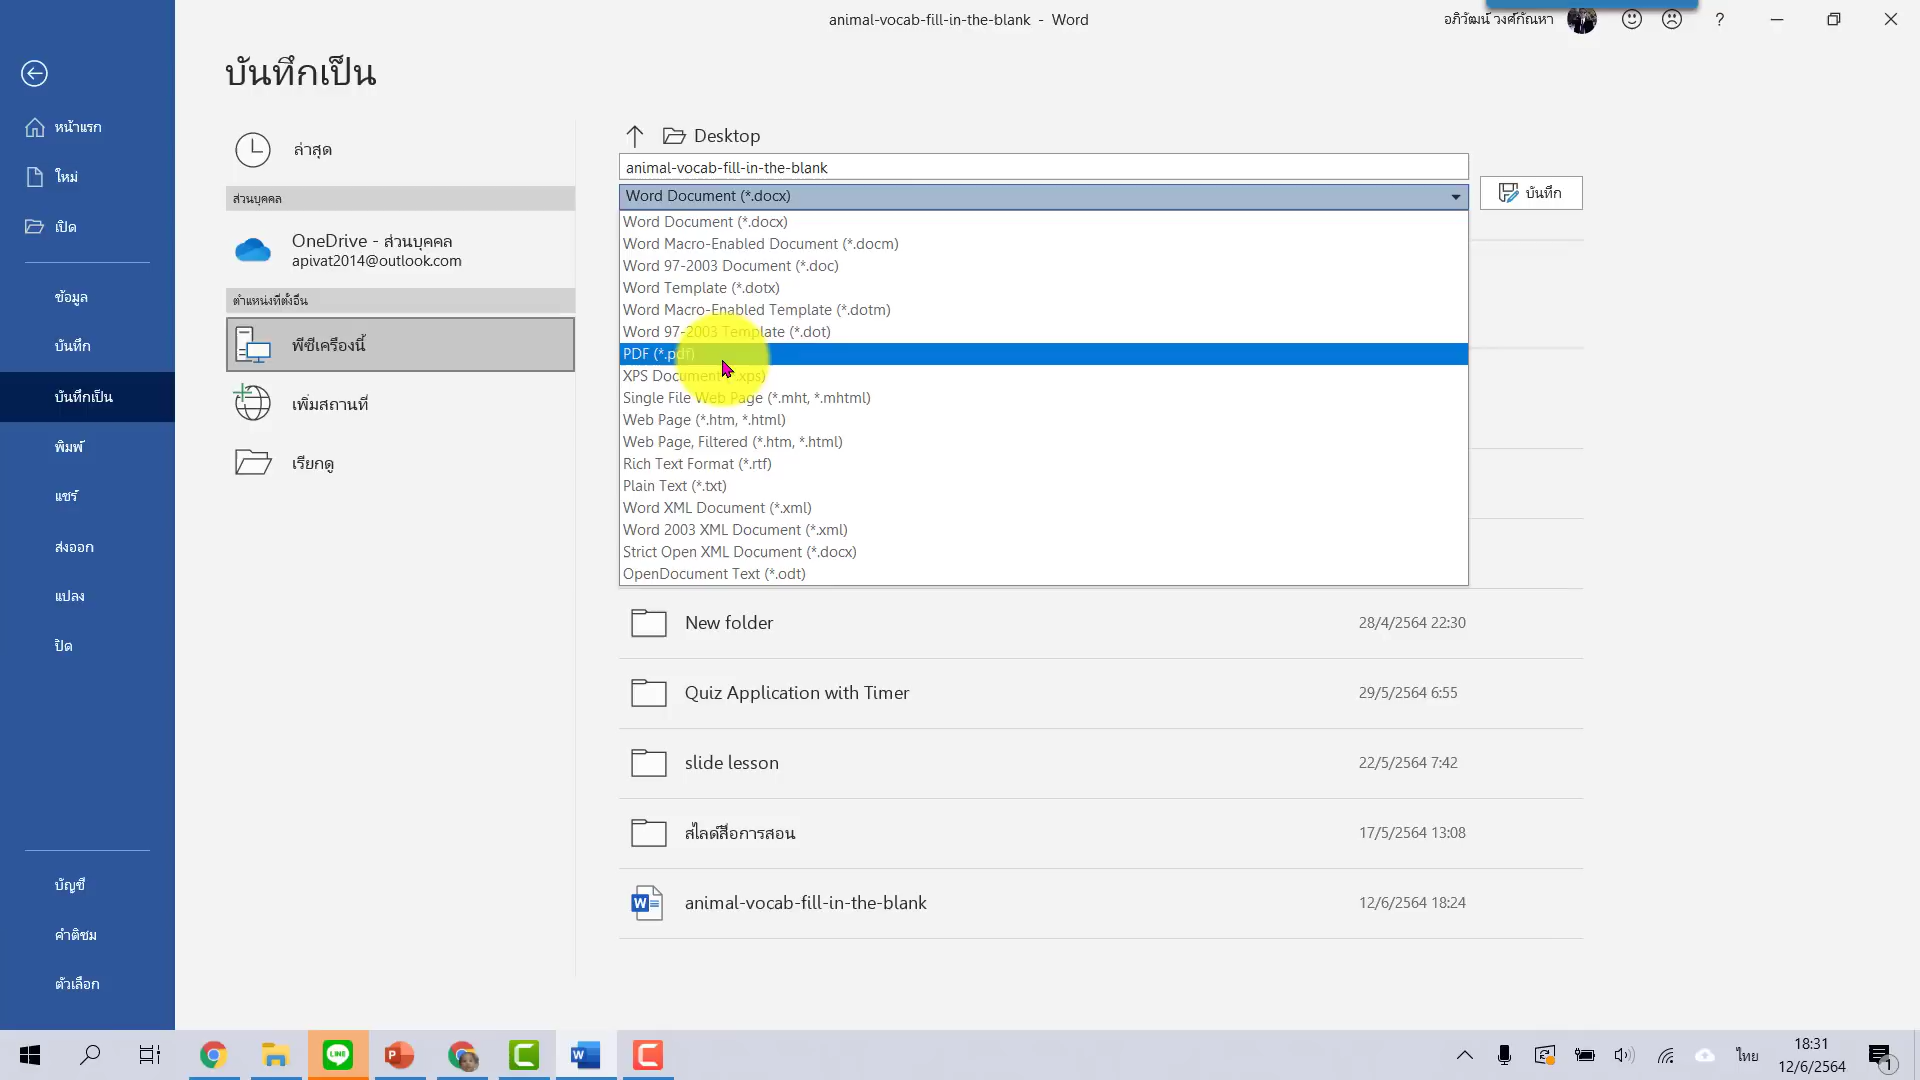 animal-vocab-fill-in-the-blank - Word
อภิวัฒน์ วงศ์กัณหา
?
บันทึกเป็น
หน้าแรก
ใหม่
เปิด
ข้อมูล
บันทึก
บันทึกเป็น
พิมพ์
แชร์
ส่งออก
แปลง
ปิด
บัญชี
คำติชม
ตัวเลือก
ล่าสุด
ส่วนบุคคล
OneDrive - ส่วนบุคคล
apivat2014@outlook.com
ตำแหน่งที่ตั้งอื่น
พีซีเครื่องนี้
เพิ่มสถานที่
เรียกดู
Desktop
animal-vocab-fill-in-the-blank
Word Document (*.docx)
บันทึก
Word Document (*.docx)
Word Macro-Enabled Document (*.docm)
Word 97-2003 Document (*.doc)
Word Template (*.dotx)
Word Macro-Enabled Template (*.dotm)
Word 97-2003 Template (*.dot)
PDF (*.pdf)
XPS Document (*.xps)
Single File Web Page (*.mht, *.mhtml)
Web Page (*.htm, *.html)
Web Page, Filtered (*.htm, *.html)
Rich Text Format (*.rtf)
Plain Text (*.txt)
Word XML Document (*.xml)
Word 2003 XML Document (*.xml)
Strict Open XML Document (*.docx)
OpenDocument Text (*.odt)
New folder 28/4/2564 22:30
Quiz Application with Timer 29/5/2564 6:55
slide lesson 22/5/2564 7:42
สไลด์สื่อการสอน 17/5/2564 13:08
animal-vocab-fill-in-the-blank 12/6/2564 18:24
LINE
ไทย
18:31
12/6/2564
1